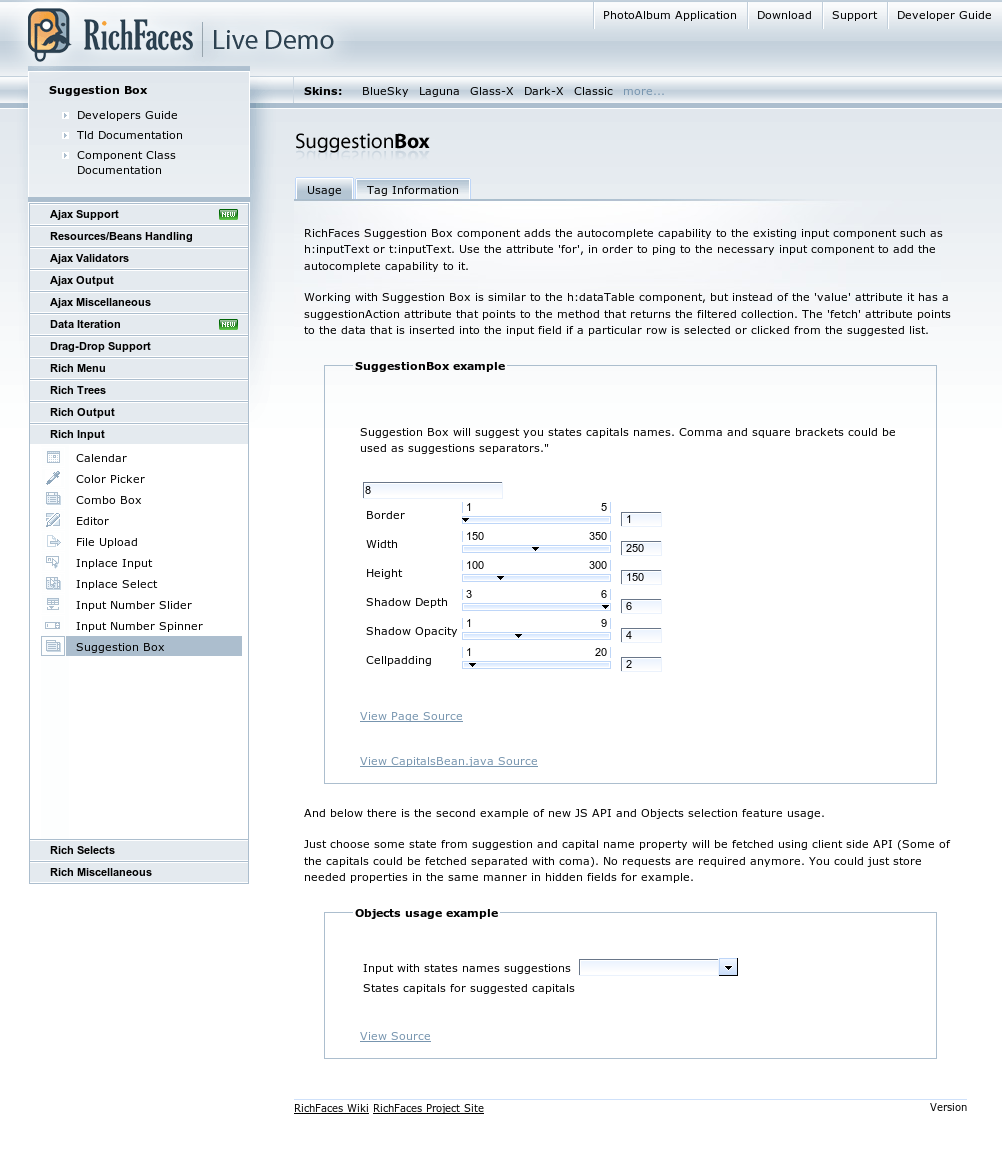 PhotoAlbum Application
Download
Support
Developer Guide
RichFaces Live Demo
Suggestion Box
Developers Guide
Tld Documentation
Component Class
Documentation
Skins: BlueSky Laguna Glass-X Dark-X Classic more...
Ajax Support NEW
Resources/Beans Handling
Ajax Validators
Ajax Output
Ajax Miscellaneous
Data Iteration NEW
Drag-Drop Support
Rich Menu
Rich Trees
Rich Output
Rich Input
Calendar
Color Picker
Combo Box
Editor
File Upload
Inplace Input
Inplace Select
Input Number Slider
Input Number Spinner
Suggestion Box
Rich Selects
Rich Miscellaneous
SuggestionBox
Usage
Tag Information
RichFaces Suggestion Box component adds the autocomplete capability to the existing input component such as
h:inputText or t:inputText. Use the attribute 'for', in order to ping to the necessary input component to add the
autocomplete capability to it.
Working with Suggestion Box is similar to the h:dataTable component, but instead of the 'value' attribute it has a
suggestionAction attribute that points to the method that returns the filtered collection. The 'fetch' attribute points
to the data that is inserted into the input field if a particular row is selected or clicked from the suggested list.
SuggestionBox example
Suggestion Box will suggest you states capitals names. Comma and square brackets could be
used as suggestions separators."
8
Border 1 5 1
Width 150 350 250
Height 100 300 150
Shadow Depth 3 6 6
Shadow Opacity 1 9 4
Cellpadding 1 20 2
View Page Source
View CapitalsBean.java Source
And below there is the second example of new JS API and Objects selection feature usage.
Just choose some state from suggestion and capital name property will be fetched using client side API (Some of
the capitals could be fetched separated with coma). No requests are required anymore. You could just store
needed properties in the same manner in hidden fields for example.
Objects usage example
Input with states names suggestions
States capitals for suggested capitals
View Source
RichFaces Wiki RichFaces Project Site
Version